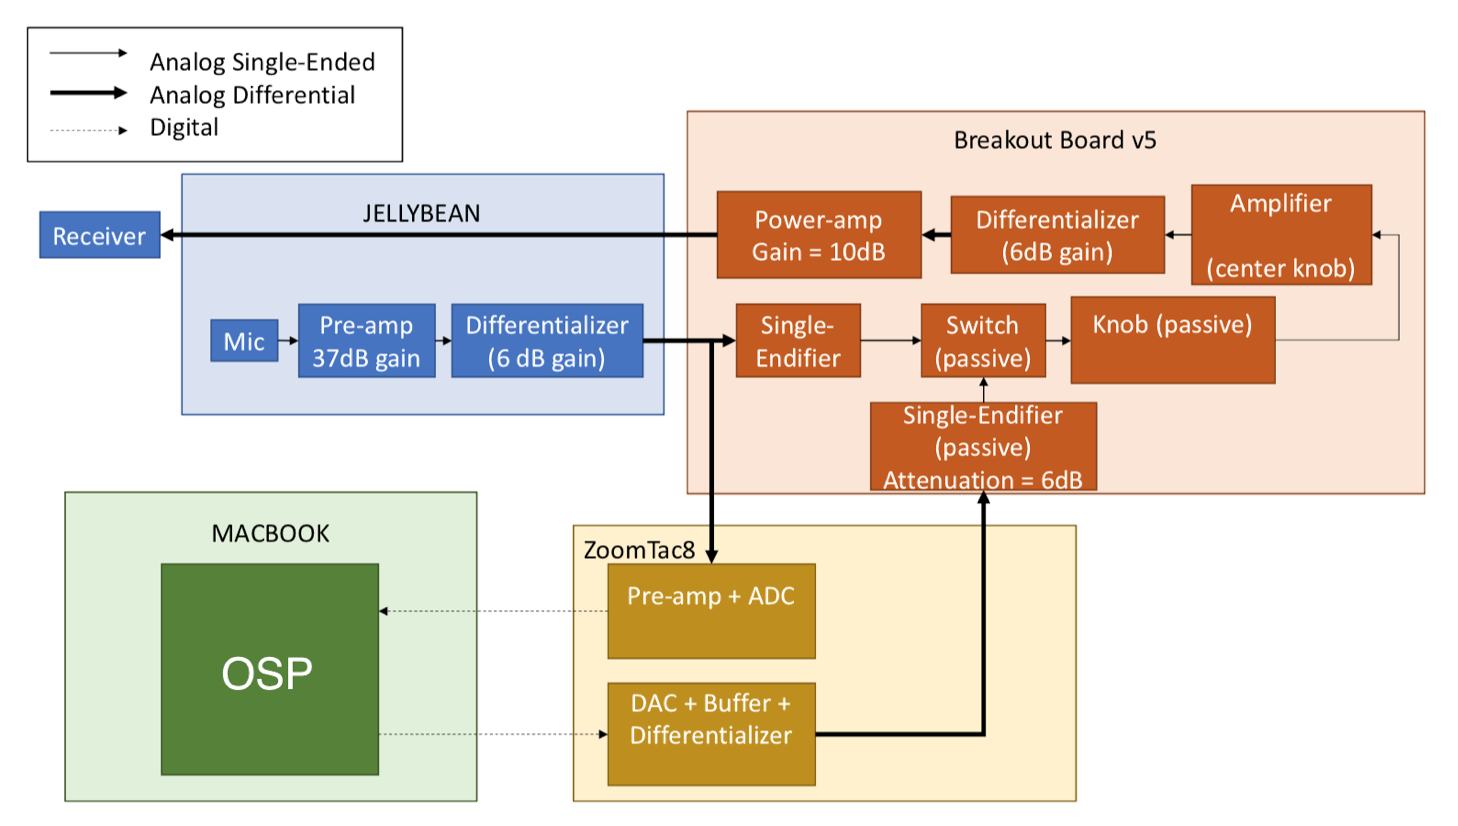 Analog Single-Ended
Analog Differential
Digital
Breakout Board v5
JELLYBEAN
Receiver
Power-amp
Gain = 10dB
Differentializer
(6dB gain)
Amplifier
(center knob)
Mic
Pre-amp
37dB gain
Differentializer
(6 dB gain)
Single-
Endifier
Switch
(passive)
Knob (passive)
Single-Endifier
(passive)
Attenuation = 6dB
MACBOOK
OSP
ZoomTac8
Pre-amp + ADC
DAC + Buffer +
Differentializer